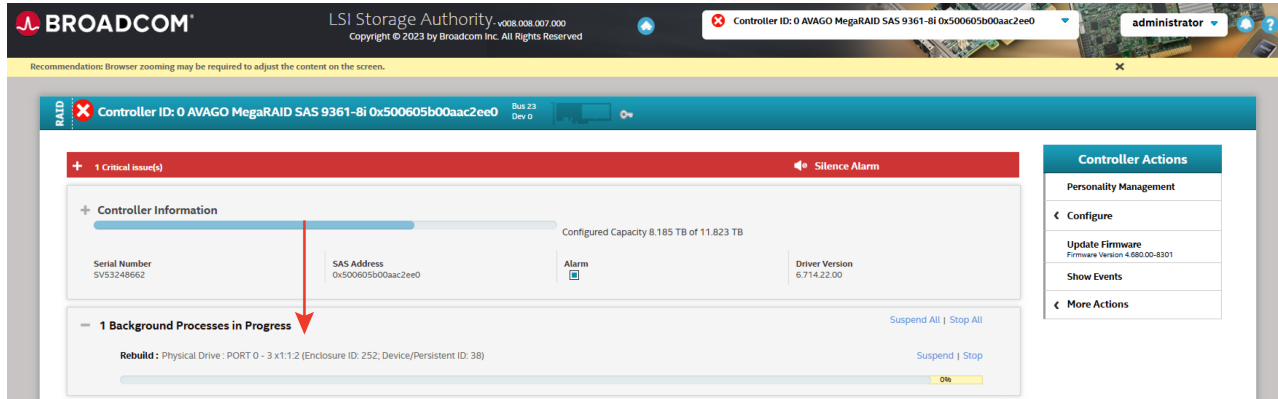 BROADCOM
LSI Storage Authority - v008.008.007.000
Copyright © 2023 by Broadcom Inc. All Rights Reserved
Controller ID: 0 AVAGO MegaRAID SAS 9361-8i 0x500605b00aac2ee0
administrator
?
Recommendation: Browser zooming may be required to adjust the content on the screen.
RAID
Controller ID: 0 AVAGO MegaRAID SAS 9361-8i 0x500605b00aac2ee0
Bus 23
Dev 0
1 Critical issue(s)
Silence Alarm
Controller Information
Configured Capacity 8.185 TB of 11.823 TB
Serial Number
SV53248662
SAS Address
0x500605b00aac2ee0
Alarm
Driver Version
6.714.22.00
1 Background Processes in Progress
Suspend All | Stop All
Rebuild : Physical Drive : PORT 0 - 3 x1:1:2 (Enclosure ID: 252; Device/Persistent ID: 38)
Suspend | Stop
0%
Controller Actions
Personality Management
Configure
Update Firmware
Firmware Version 4.680.00-8301
Show Events
More Actions